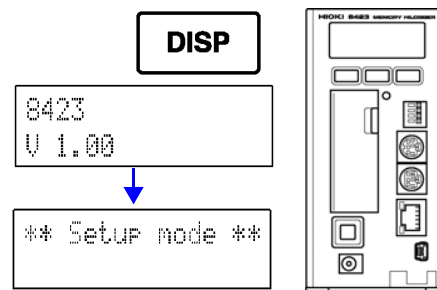 DISP
8423
V 1.00
** Setup mode **
HIOKI 8423 MEMORY HiLOGGER